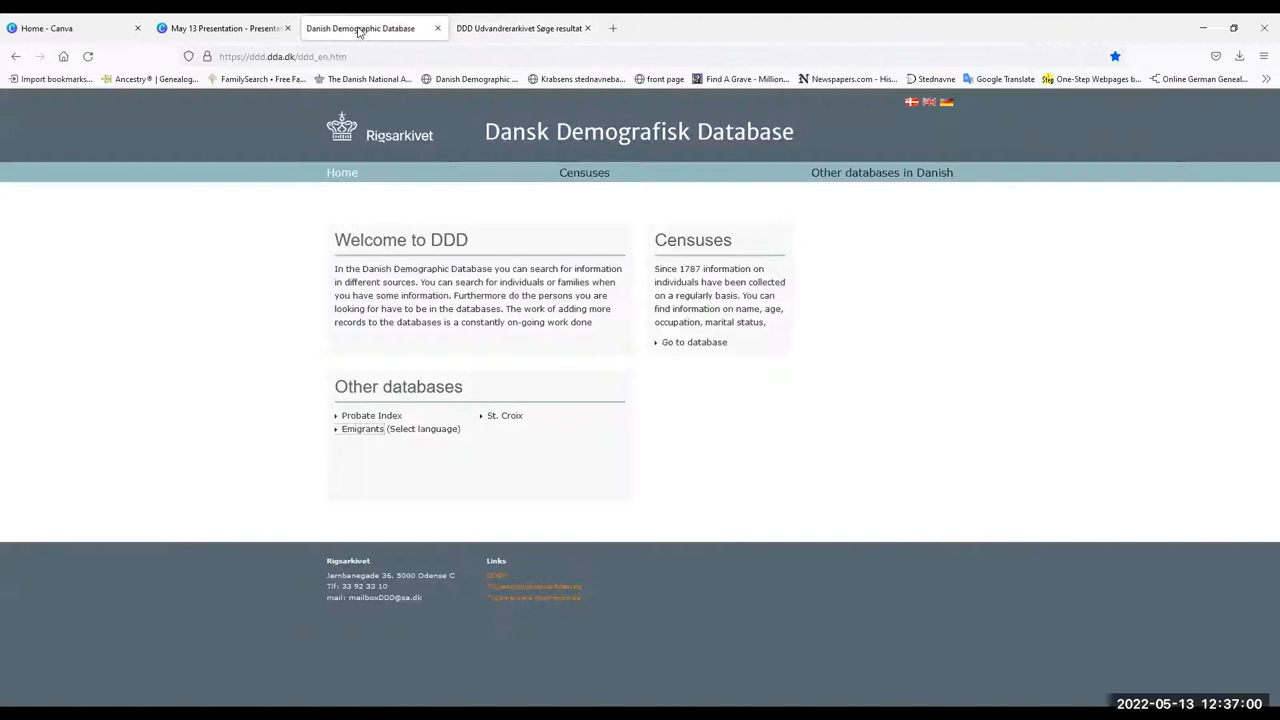 Home - Canva
May 13 Presentation - Presentat
Danish Demographic Database
DDD Udvandrerarkivet Søge resultat
https://ddd.dda.dk/ddd_en.htm
Import bookmarks...
Ancestry® | Genealog...
FamilySearch • Free Fa...
The Danish National A...
Danish Demographic ...
Krabsens stednavneba...
front page
Find A Grave - Million...
Newspapers.com - His...
Stednavne
Google Translate
One-Step Webpages b...
Online German Geneal...
Rigsarkivet
Dansk Demografisk Database
Home
Censuses
Other databases in Danish
Welcome to DDD
In the Danish Demographic Database you can search for information
in different sources. You can search for individuals or families when
you have some information. Furthermore do the persons you are
looking for have to be in the databases. The work of adding more
records to the databases is a constantly on-going work done
Censuses
Since 1787 information on
individuals have been collected
on a regularly basis. You can
find information on name, age,
occupation, marital status,
Go to database
Other databases
Probate Index
St. Croix
Emigrants (Select language)
Rigsarkivet
Jernbanegade 36, 5000 Odense C
Tlf: 33 92 33 10
mail: mailboxDDD@sa.dk
Links
2022-05-13 12:37:00